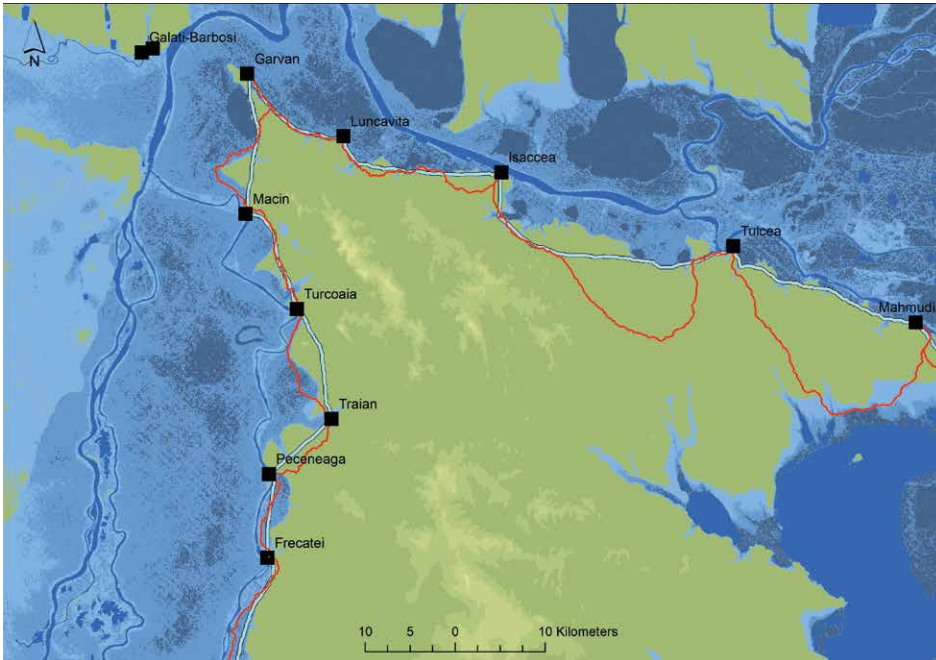 Galati-Barbosi
N
Garvan
Luncavita
Isaccea
Macin
Tulcea
Turcoaia
Mahmudi
Traian
Peceneaga
Frecatei
10 5 0 10 Kilometers